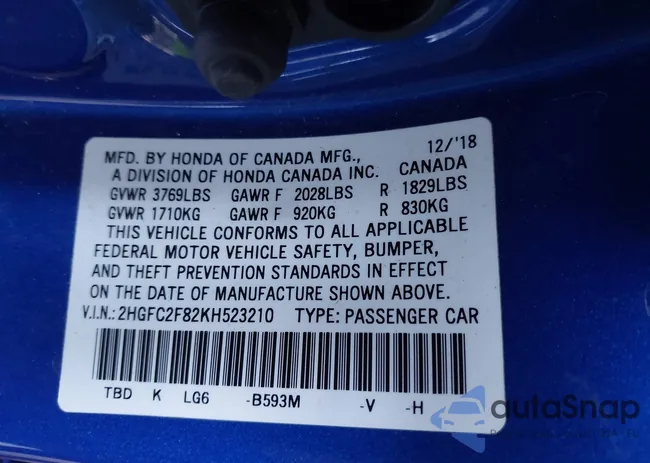 MFD. BY HONDA OF CANADA MFG., 12/'18
A DIVISION OF HONDA CANADA INC. CANADA
GVWR 3769LBS GAWR F 2028LBS R 1829LBS
GVWR 1710KG GAWR F 920KG R 830KG
THIS VEHICLE CONFORMS TO ALL APPLICABLE
FEDERAL MOTOR VEHICLE SAFETY, BUMPER,
AND THEFT PREVENTION STANDARDS IN EFFECT
ON THE DATE OF MANUFACTURE SHOWN ABOVE.
V.I.N.: 2HGFC2F82KH523210 TYPE: PASSENGER CAR
TBD K LG6 -B593M -V -H
autoSnap